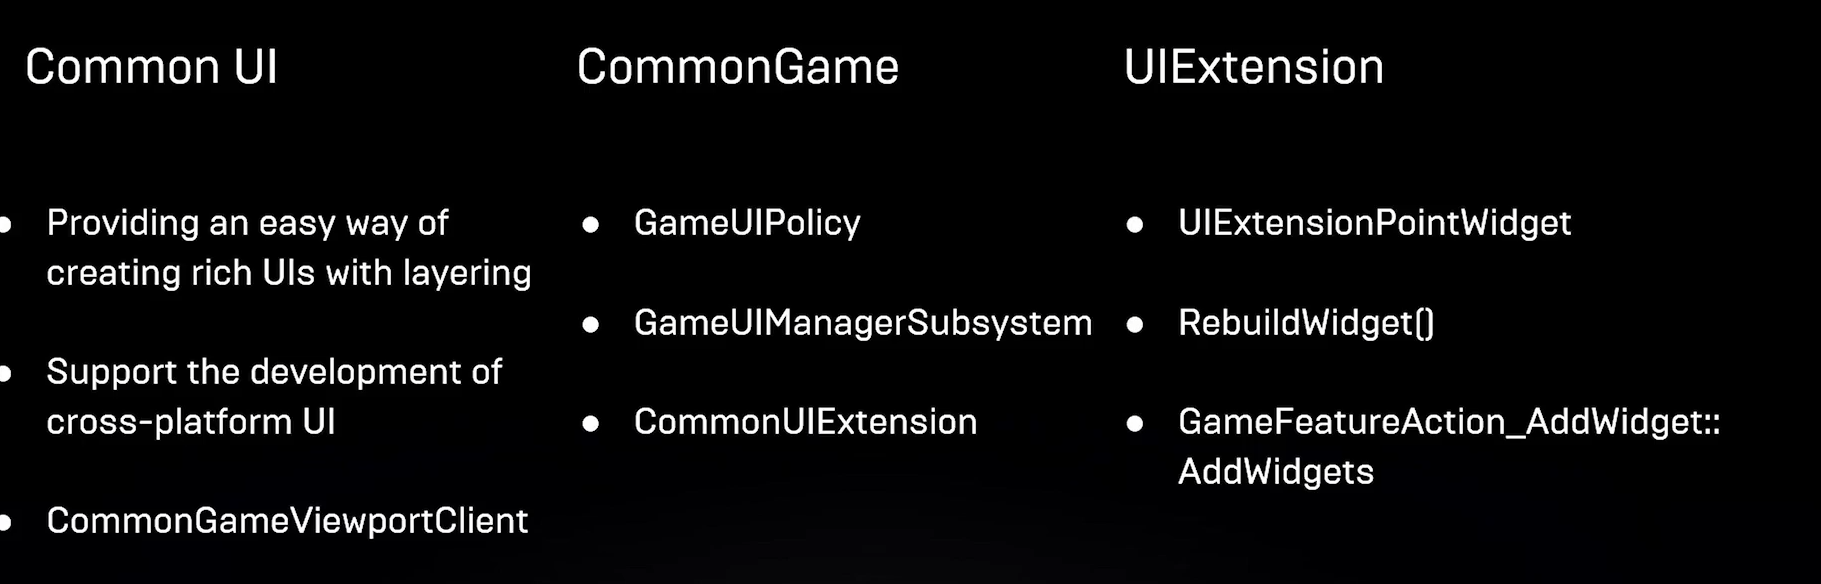 Common UI
Providing an easy way of
creating rich UIs with layering
Support the development of
cross-platform UI
CommonGameViewportClient
CommonGame
GameUIPolicy
GameUIManagerSubsystem
CommonUIExtension
UIExtension
UIExtensionPointWidget
RebuildWidget()
GameFeatureAction_AddWidget::
AddWidgets